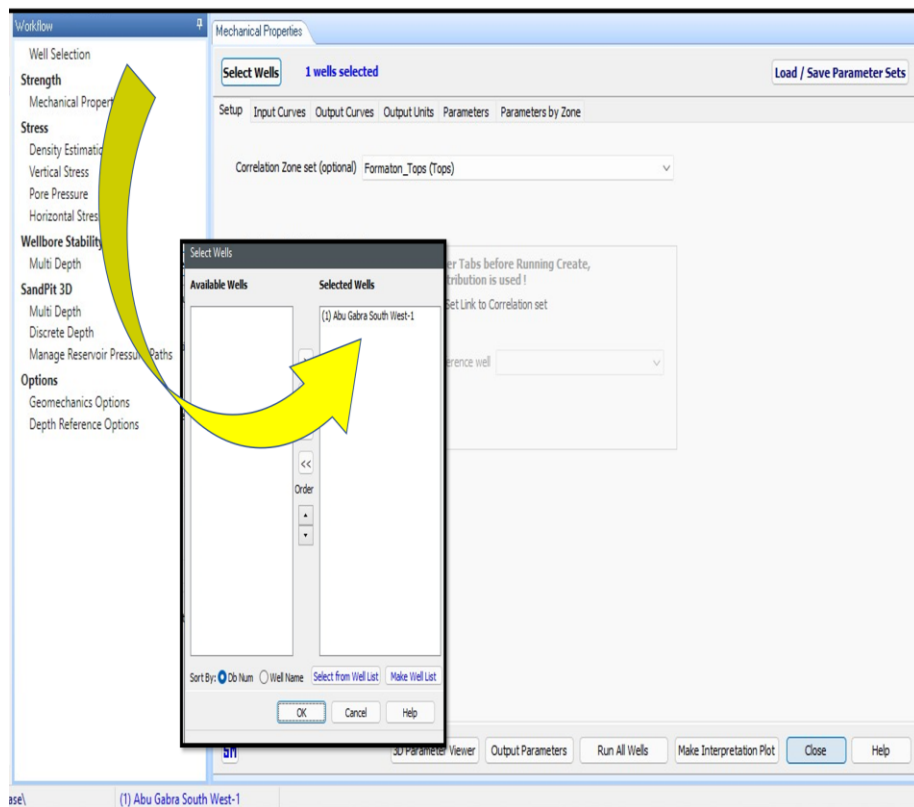 Workflow
Well Selection
Strength
Mechanical Proper
Stress
Density Estimatio
Vertical Stress
Pore Pressure
Horizontal Stres
Wellbore Stability
Multi Depth
SandPit 3D
Multi Depth
Discrete Depth
Manage Reservoir Pressure Paths
Options
Geomechanics Options
Depth Reference Options
Mechanical Properties
Select Wells 1 wells selected Load / Save Parameter Sets
Setup Input Curves Output Curves Output Units Parameters Parameters by Zone
Correlation Zone set (optional) Formaton_Tops (Tops)
er Tabs before Running Create,
tribution is used !
Set Link to Correlation set
erence well
Select Wells
Available Wells Selected Wells
(1) Abu Gabra South West-1
<<
Order
Sort By: Db Num Well Name Select from Well List Make Well List
OK Cancel Help
3D Parameter Viewer Output Parameters Run All Wells Make Interpretation Plot Close Help
ase\ (1) Abu Gabra South West-1